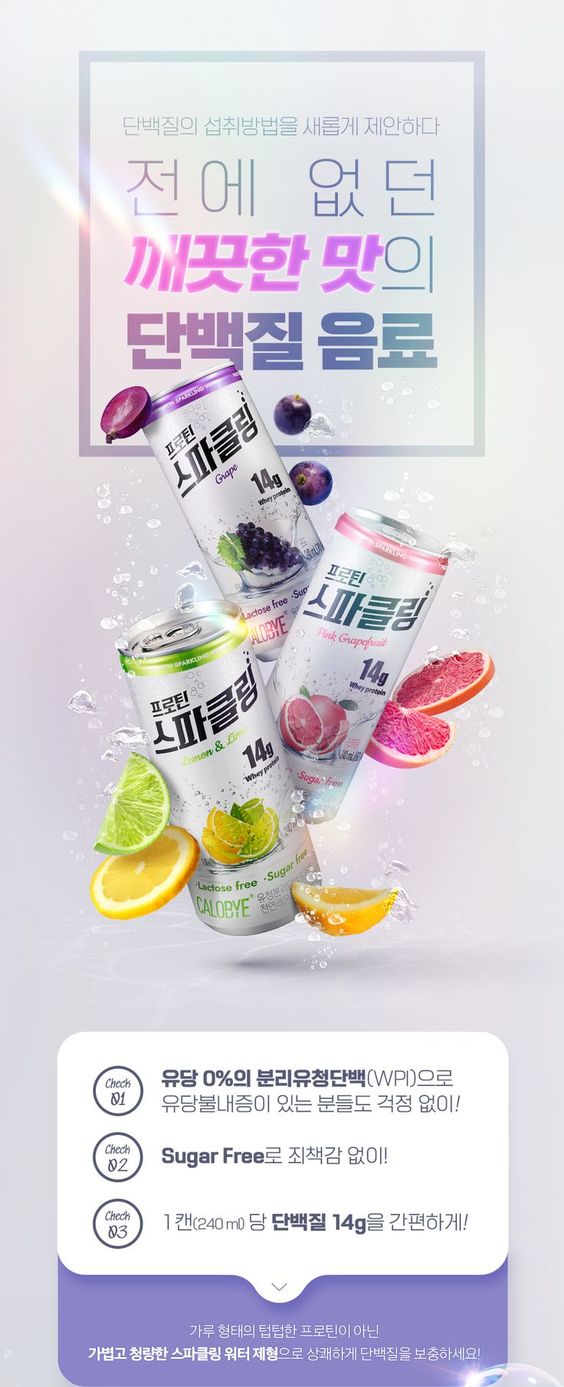 단백질의 섭취방법을 새롭게 제안하다
전에 없던
깨끗한 맛의
단백질 음료
PROTEIN SPARKLING
프로틴
스파클링
Grape
14g
Whey protein
Lactose free
CALOBYE
SPARKLING
프로틴
스파클링
Pink Grapefruit
14g
Whey protein
·Sugar free
SPARKLING
프로틴
스파클링
Lemon & Lime
14g
Whey protein
·Lactose free ·Sugar free
CALOBYE®
Check
01
유당 0%의 분리유청단백(WPI)으로
유당불내증이 있는 분들도 걱정 없이!
Check
02
Sugar Free로 죄책감 없이!
Check
03
1캔(240 ml) 당 단백질 14g을 간편하게!
가루 형태의 텁텁한 프로틴이 아닌
가볍고 청량한 스파클링 워터 제형으로 상쾌하게 단백질을 보충하세요!